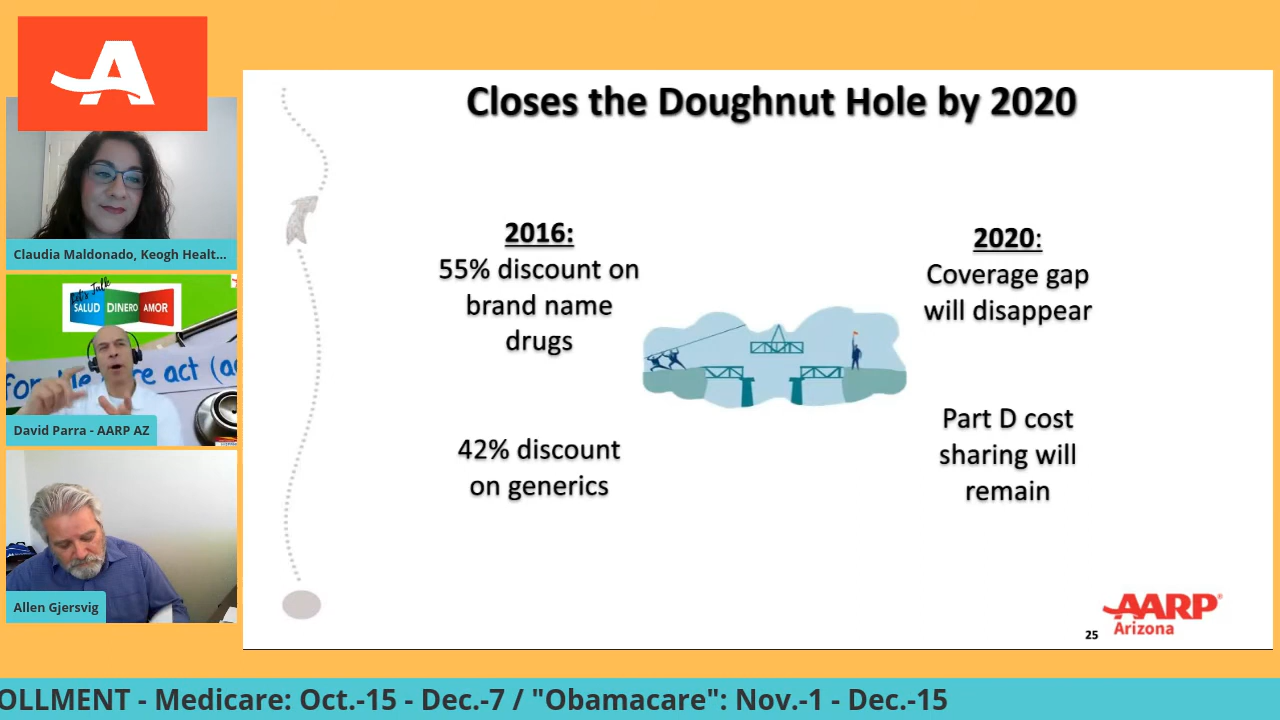 A
Claudia Maldonado, Keogh Healt...
Let's Talk
SALUD DINERO AMOR
David Parra - AARP AZ
Allen Gjersvig
Closes the Doughnut Hole by 2020
2016:
55% discount on
brand name
drugs
42% discount
on generics
2020:
Coverage gap
will disappear
Part D cost
sharing will
remain
AARP®
Arizona
25
OLLMENT - Medicare: Oct.-15 - Dec.-7 / "Obamacare": Nov.-1 - Dec.-15